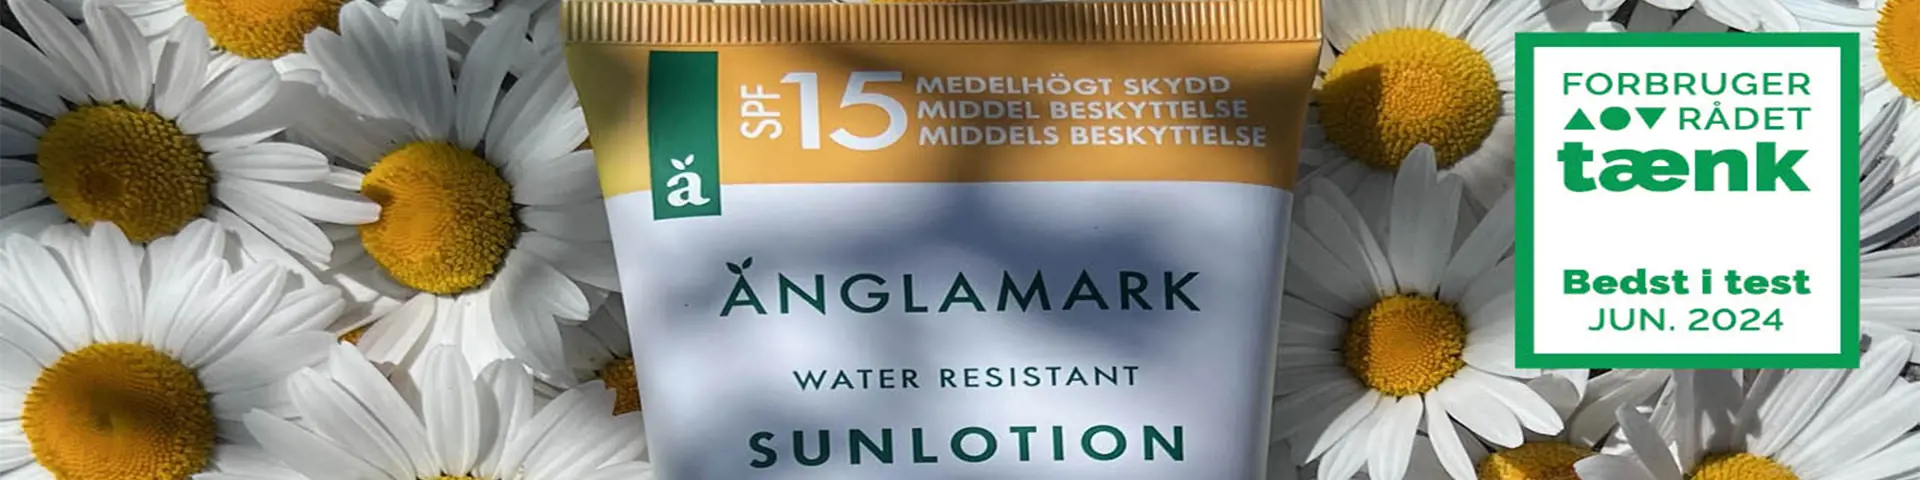 SPF 15
MEDELHÖGT SKYDD
MIDDEL BESKYTTELSE
MIDDELS BESKYTTELSE
à
ÄNGLAMARK
WATER RESISTANT
SUNLOTION
FORBRUGER
RÅDET
tænk
Bedst i test
JUN. 2024